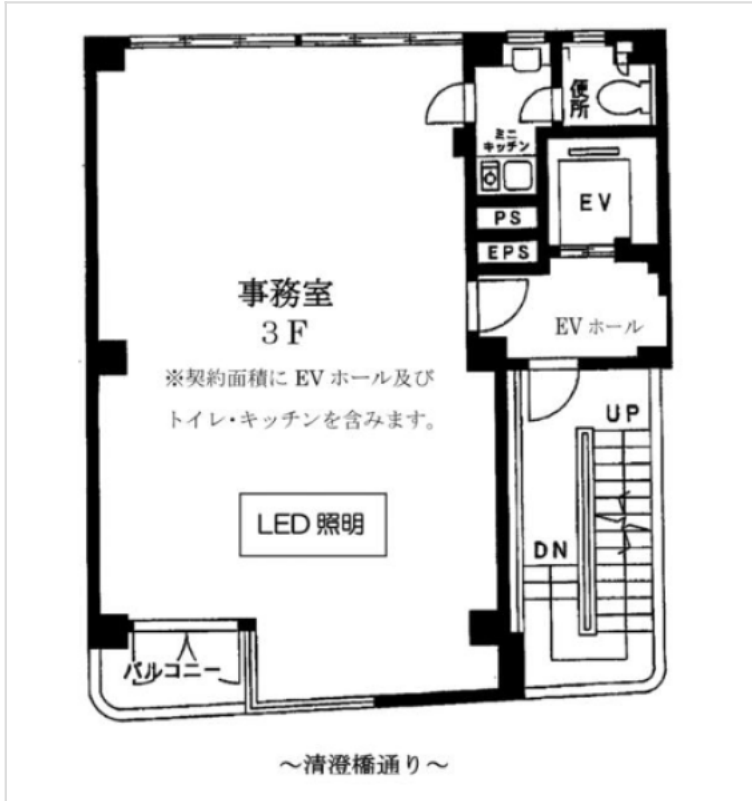 便所
ミニ
キッチン
EV
PS
EPS
事務室
3F
EVホール
※契約面積に EV ホール及び
トイレ・キッチンを含みます。
UP
LED 照明
DN
バルコニー
～清澄橋通り～